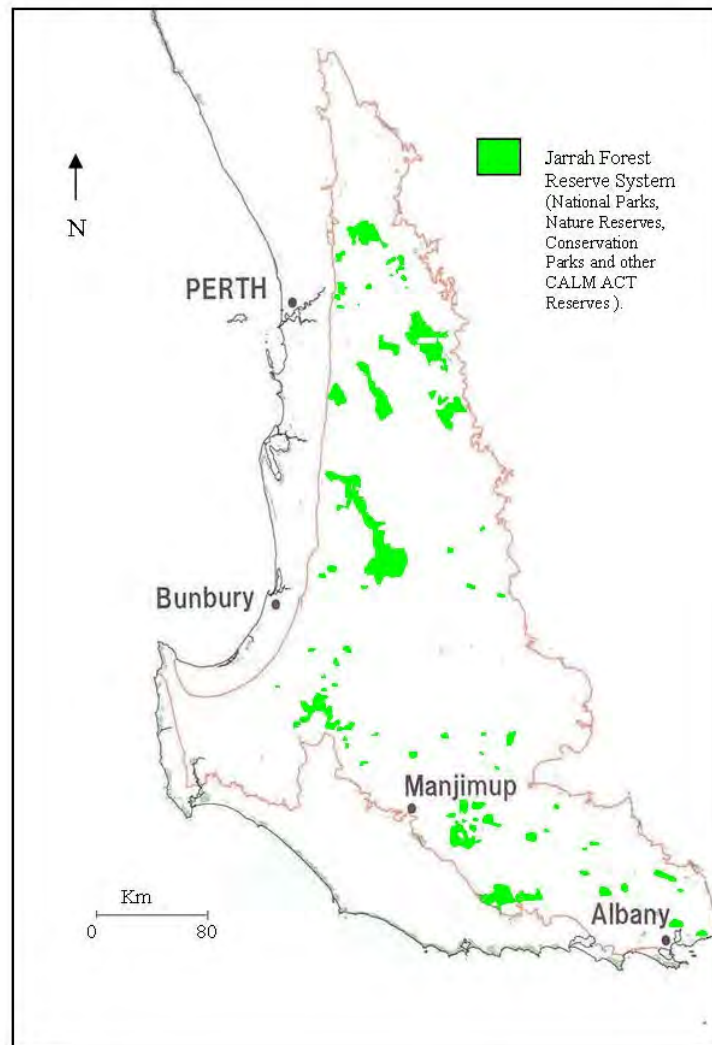 Jarrah Forest
Reserve System
(National Parks,
Nature Reserves,
Conservation
Parks and other
CALM ACT
Reserves ).
N
PERTH
Bunbury
Manjimup
Km
0 80
Albany